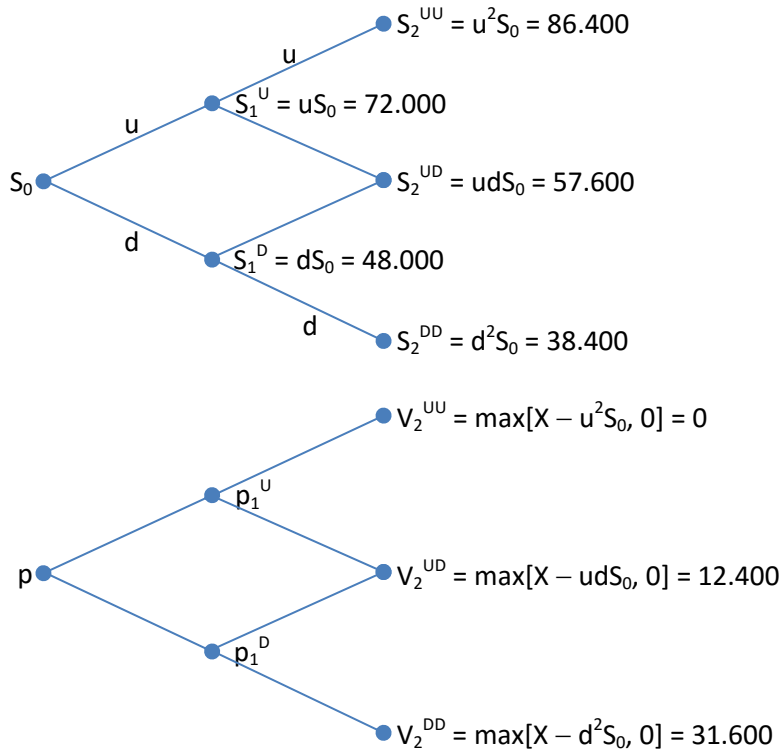 S₂ᵁᵁ = u²S₀ = 86.400
u
S₁ᵁ = uS₀ = 72.000
u
S₀
S₂ᵁᴰ = udS₀ = 57.600
d
S₁ᴰ = dS₀ = 48.000
d
S₂ᴰᴰ = d²S₀ = 38.400
V₂ᵁᵁ = max[X − u²S₀, 0] = 0
p₁ᵁ
p
V₂ᵁᴰ = max[X − udS₀, 0] = 12.400
p₁ᴰ
V₂ᴰᴰ = max[X − d²S₀, 0] = 31.600